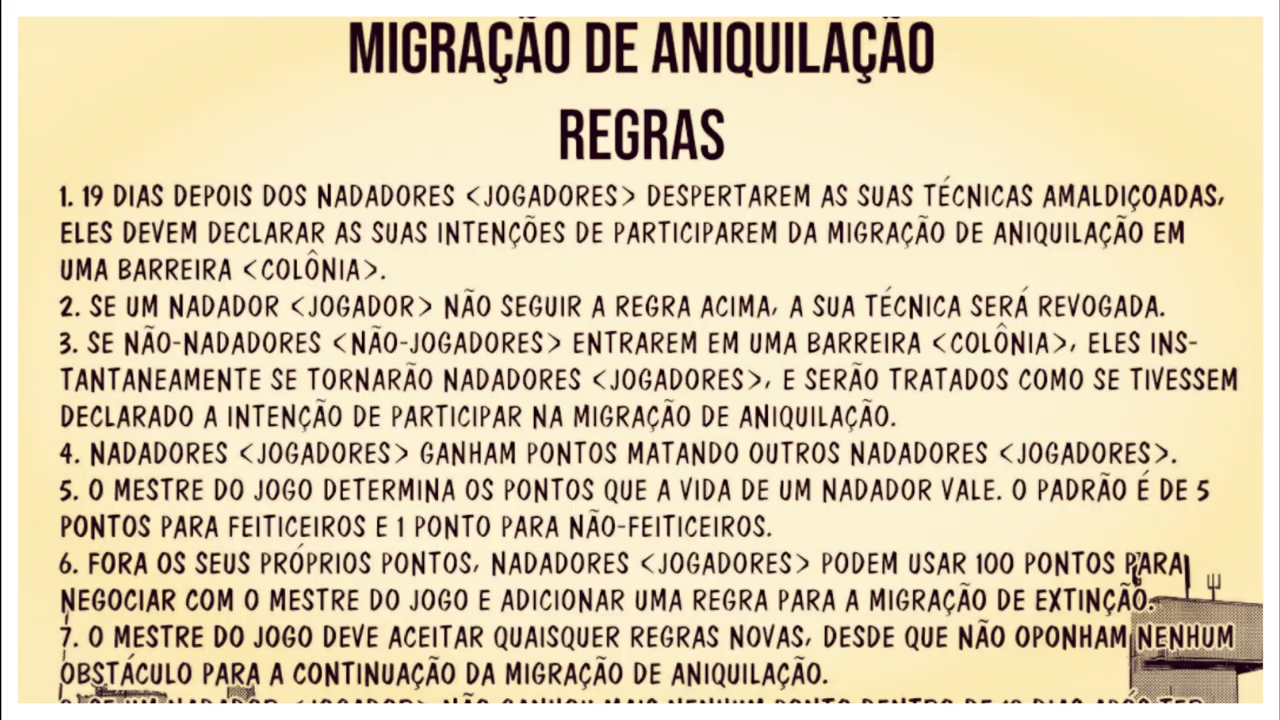 MIGRAÇÃO DE ANIQUILAÇÃO
REGRAS
1. 19 DIAS DEPOIS DOS NADADORES <JOGADORES> DESPERTAREM AS SUAS TÉCNICAS AMALDIÇOADAS,
ELES DEVEM DECLARAR AS SUAS INTENÇÕES DE PARTICIPAREM DA MIGRAÇÃO DE ANIQUILAÇÃO EM
UMA BARREIRA <COLÔNIA>.
2. SE UM NADADOR <JOGADOR> NÃO SEGUIR A REGRA ACIMA, A SUA TÉCNICA SERÁ REVOGADA.
3. SE NÃO-NADADORES <NÃO-JOGADORES> ENTRAREM EM UMA BARREIRA <COLÔNIA>, ELES INS-
TANTANEAMENTE SE TORNARÃO NADADORES <JOGADORES>, E SERÃO TRATADOS COMO SE TIVESSEM
DECLARADO A INTENÇÃO DE PARTICIPAR NA MIGRAÇÃO DE ANIQUILAÇÃO.
4. NADADORES <JOGADORES> GANHAM PONTOS MATANDO OUTROS NADADORES <JOGADORES>.
5. O MESTRE DO JOGO DETERMINA OS PONTOS QUE A VIDA DE UM NADADOR VALE. O PADRÃO É DE 5
PONTOS PARA FEITICEIROS E 1 PONTO PARA NÃO-FEITICEIROS.
6. FORA OS SEUS PRÓPRIOS PONTOS, NADADORES <JOGADORES> PODEM USAR 100 PONTOS PARA
NEGOCIAR COM O MESTRE DO JOGO E ADICIONAR UMA REGRA PARA A MIGRAÇÃO DE EXTINÇÃO.
7. O MESTRE DO JOGO DEVE ACEITAR QUAISQUER REGRAS NOVAS, DESDE QUE NÃO OPONHAM NENHUM
OBSTÁCULO PARA A CONTINUAÇÃO DA MIGRAÇÃO DE ANIQUILAÇÃO.